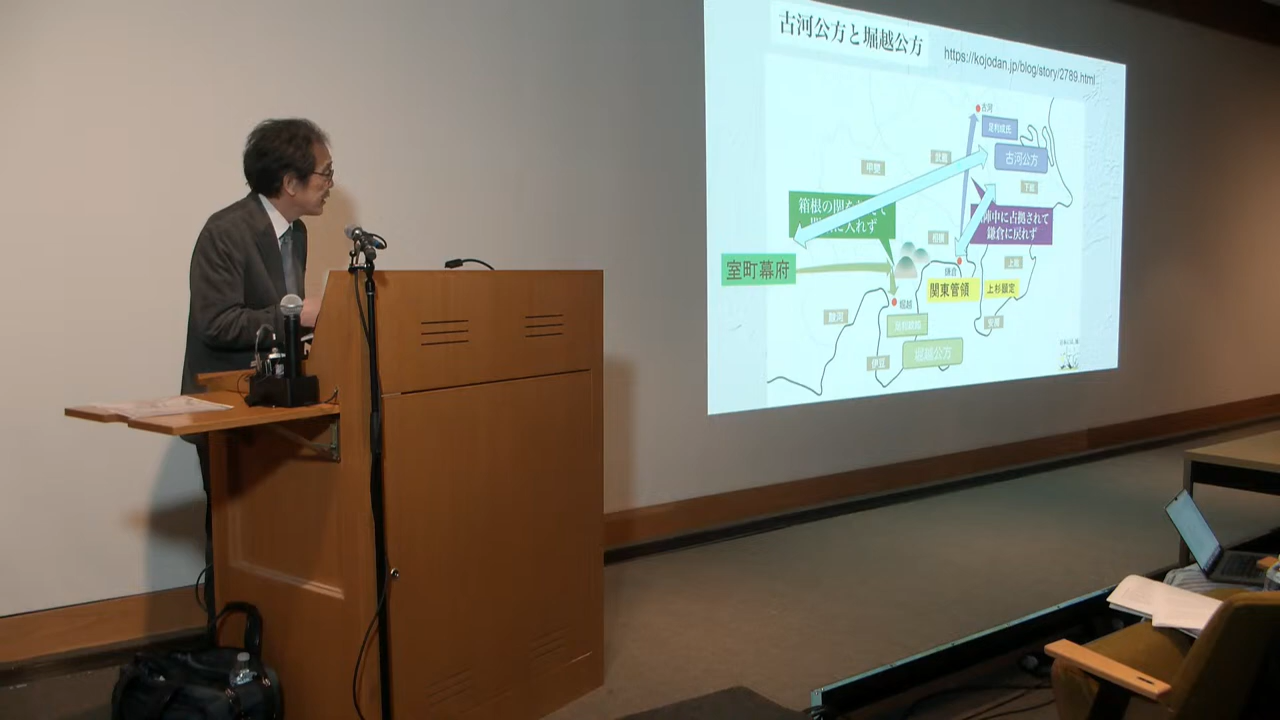 古河公方と堀越公方
https://kojodan.jp/blog/story/2789.html
古河
足利成氏
古河公方
武蔵
甲斐
下総
箱根の関を
に入れず
陣中に占拠されて
鎌倉に戻れず
相模
室町幕府
鎌倉
上総
関東管領
上杉顕定
堀越
駿河
安房
堀越公方
伊豆